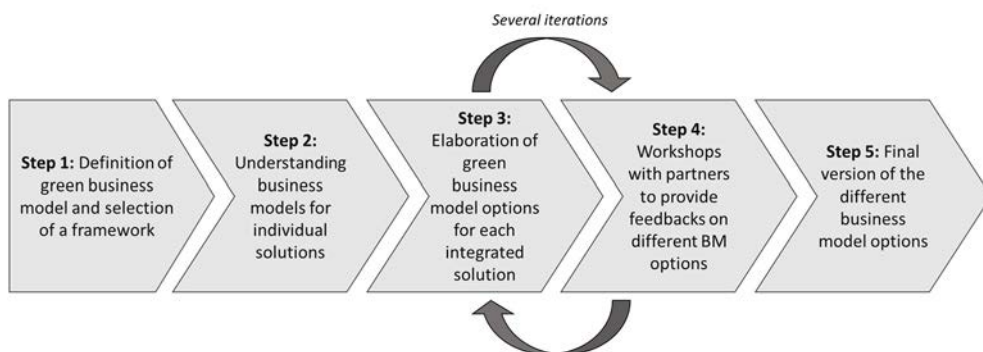 Several iterations
Step 1: Definition of
green business
model and selection
of a framework
Step 2:
Understanding
business
models for
individual
solutions
Step 3:
Elaboration of
green
business
model options
for each
integrated
solution
Step 4:
Workshops
with partners
to provide
feedbacks on
different BM
options
Step 5: Final
version of the
different
business
model options